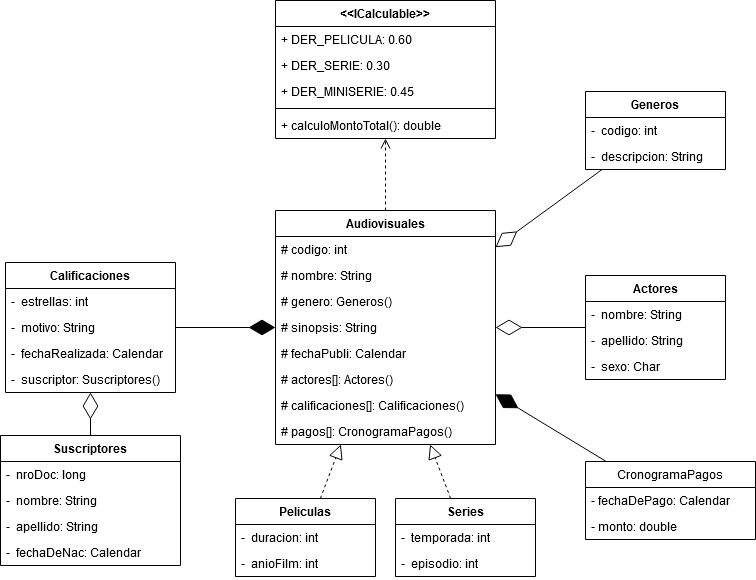 <<ICalculable>>
+ DER_PELICULA: 0.60
+ DER_SERIE: 0.30
+ DER_MINISERIE: 0.45
+ calculoMontoTotal(): double
Generos
- codigo: int
- descripcion: String
Audiovisuales
# codigo: int
# nombre: String
# genero: Generos()
# sinopsis: String
# fechaPubli: Calendar
# actores[]: Actores()
# calificaciones[]: Calificaciones()
# pagos[]: CronogramaPagos()
Calificaciones
- estrellas: int
- motivo: String
- fechaRealizada: Calendar
- suscriptor: Suscriptores()
Actores
- nombre: String
- apellido: String
- sexo: Char
Suscriptores
- nroDoc: long
- nombre: String
- apellido: String
- fechaDeNac: Calendar
CronogramaPagos
- fechaDePago: Calendar
- monto: double
Peliculas
- duracion: int
- anioFilm: int
Series
- temporada: int
- episodio: int